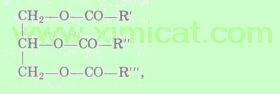 CH₂—O—CO—R′
CH—O—CO—R″
CH₂—O—CO—R‴,
www.ximicat.com